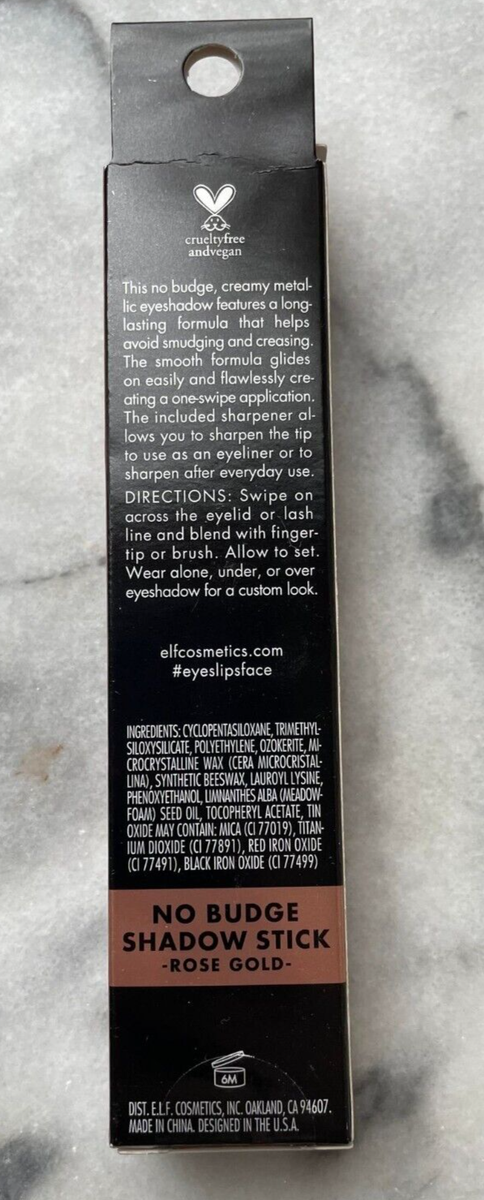 crueltyfree
andvegan
This no budge, creamy metal-
lic eyeshadow features a long-
lasting formula that helps
avoid smudging and creasing.
The smooth formula glides
on easily and flawlessly cre-
ating a one-swipe application.
The included sharpener al-
lows you to sharpen the tip
to use as an eyeliner or to
sharpen after everyday use.
DIRECTIONS: Swipe on
across the eyelid or lash
line and blend with finger-
tip or brush. Allow to set.
Wear alone, under, or over
eyeshadow for a custom look.
elfcosmetics.com
#eyeslipsface
INGREDIENTS: CYCLOPENTASILOXANE, TRIMETHYL-
SILOXYSILICATE, POLYETHYLENE, OZOKERITE, MI-
CROCRYSTALLINE WAX (CERA MICROCRISTAL-
LINA), SYNTHETIC BEESWAX, LAUROYL LYSINE,
PHENOXYETHANOL, LIMNANTHES ALBA (MEADOW-
FOAM) SEED OIL, TOCOPHERYL ACETATE, TIN
OXIDE MAY CONTAIN: MICA (CI 77019), TITAN-
IUM DIOXIDE (CI 77891), RED IRON OXIDE
(CI 77491), BLACK IRON OXIDE (CI 77499)
NO BUDGE
SHADOW STICK
-ROSE GOLD-
6M
DIST. E.L.F. COSMETICS, INC. OAKLAND, CA 94607.
MADE IN CHINA. DESIGNED IN THE U.S.A.